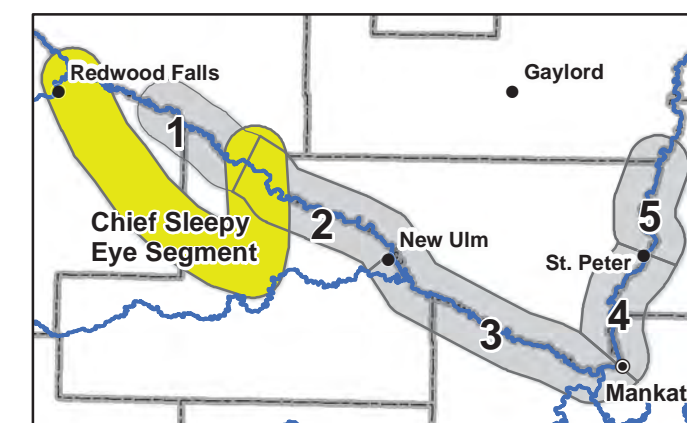 Redwood Falls
Gaylord
1
Chief Sleepy
Eye Segment
2
New Ulm
5
St. Peter
3
4
Mankat